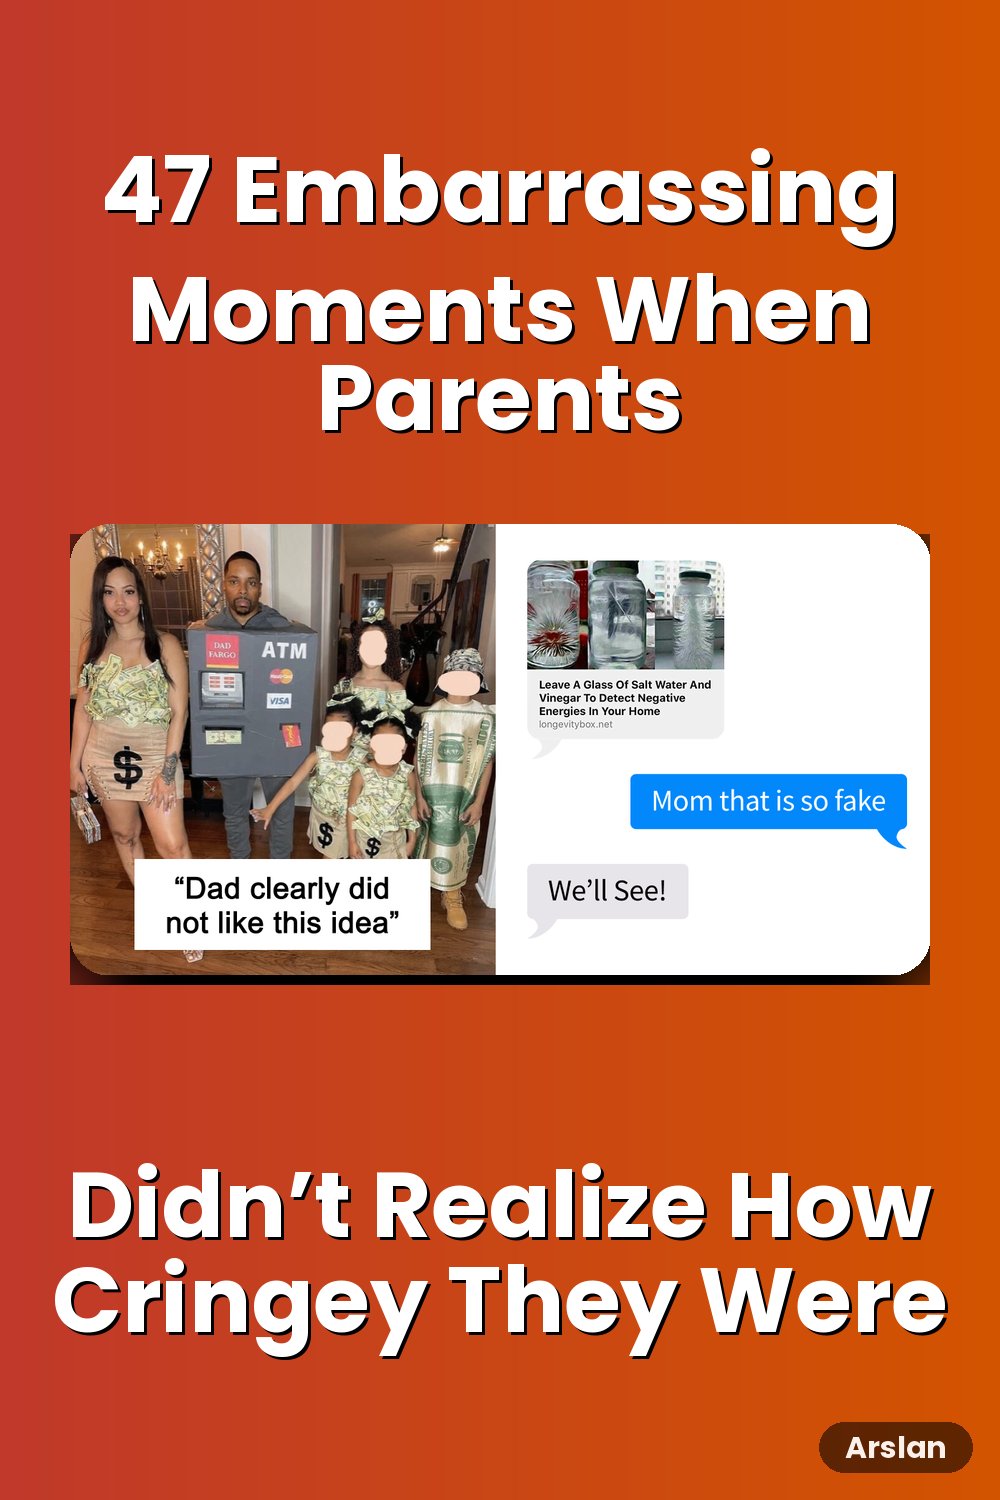 47 Embarrassing
Moments When
Parents
DAD
FARGO
ATM
MasterCard
VISA
$
$
$
“Dad clearly did
not like this idea”
Leave A Glass Of Salt Water And
Vinegar To Detect Negative
Energies In Your Home
longevitybox.net
Mom that is so fake
We’ll See!
Didn’t Realize How
Cringey They Were
Arslan